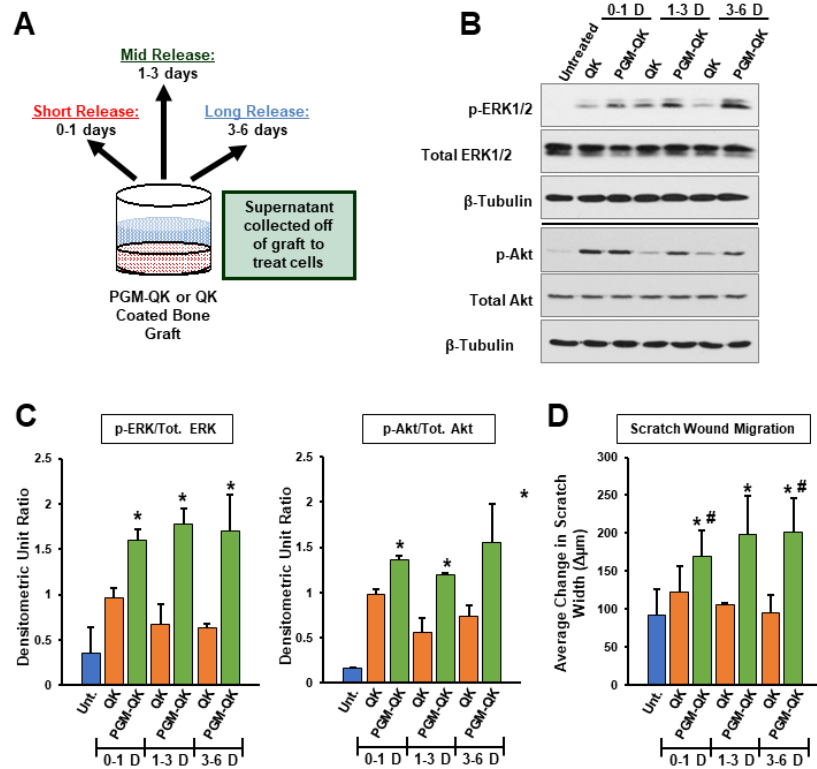 A
Mid Release:
1-3 days
Short Release:
0-1 days
Long Release:
3-6 days
Supernatant
collected off
of graft to
treat cells
PGM-QK or QK
Coated Bone
Graft
B
0-1 D 1-3 D 3-6 D
Untreated QK PGM-QK QK PGM-QK QK PGM-QK
p-ERK1/2
Total ERK1/2
β-Tubulin
p-Akt
Total Akt
β-Tubulin
C
p-ERK/Tot. ERK
Densitometric Unit Ratio
2.5
2
1.5
1
0.5
0
* * *
Unt. QK PGM-QK QK PGM-QK QK PGM-QK
0-1 D 1-3 D 3-6 D
p-Akt/Tot. Akt
Densitometric Unit Ratio
2.5
2
1.5
1
0.5
0
* * *
Unt. QK PGM-QK QK PGM-QK QK PGM-QK
0-1 D 1-3 D 3-6 D
D
Scratch Wound Migration
Average Change in Scratch
Width (Δµm)
300
250
200
150
100
50
0
*# * *#
Unt. QK PGM-QK QK PGM-QK QK PGM-QK
0-1 D 1-3 D 3-6 D